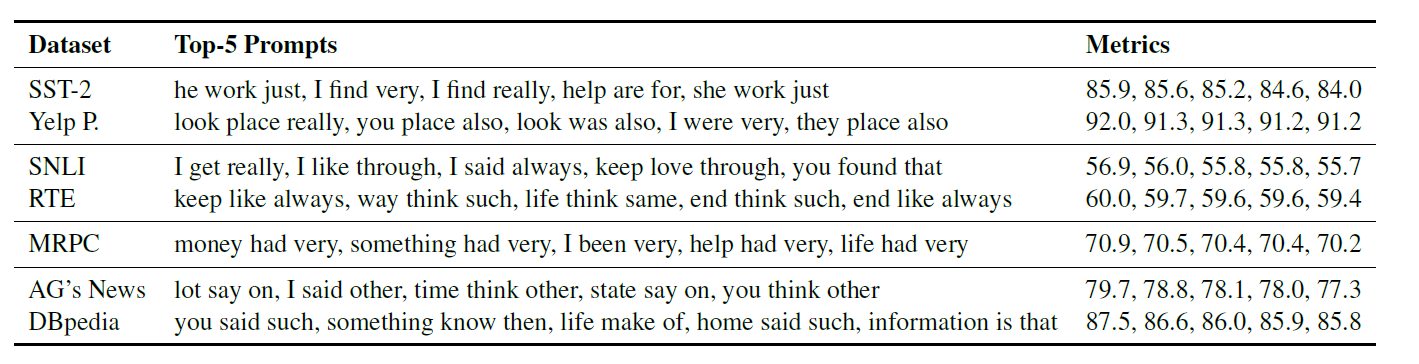 Dataset Top-5 Prompts Metrics
SST-2 he work just, I find very, I find really, help are for, she work just 85.9, 85.6, 85.2, 84.6, 84.0
Yelp P. look place really, you place also, look was also, I were very, they place also 92.0, 91.3, 91.3, 91.2, 91.2
SNLI I get really, I like through, I said always, keep love through, you found that 56.9, 56.0, 55.8, 55.8, 55.7
RTE keep like always, way think such, life think same, end think such, end like always 60.0, 59.7, 59.6, 59.6, 59.4
MRPC money had very, something had very, I been very, help had very, life had very 70.9, 70.5, 70.4, 70.4, 70.2
AG's News lot say on, I said other, time think other, state say on, you think other 79.7, 78.8, 78.1, 78.0, 77.3
DBpedia you said such, something know then, life make of, home said such, information is that 87.5, 86.6, 86.0, 85.9, 85.8